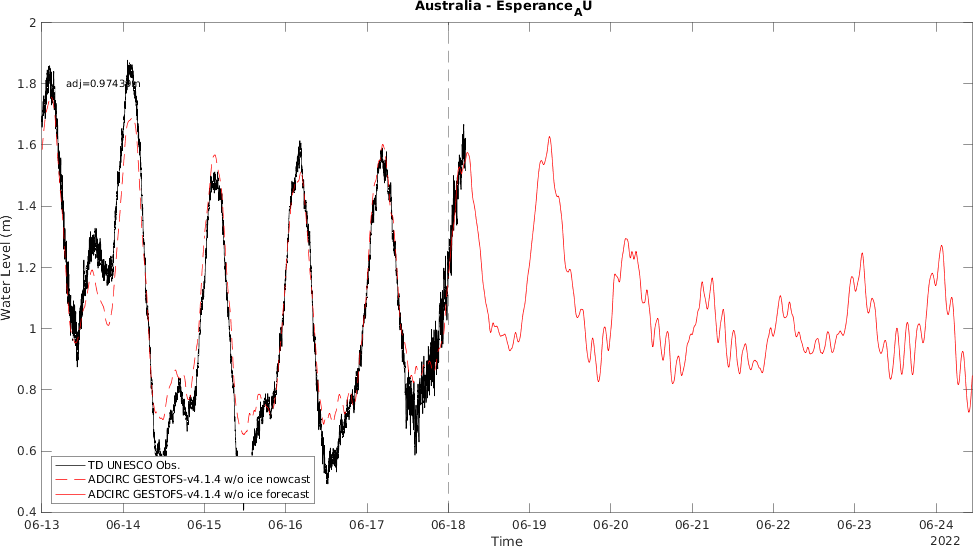 Australia - Esperance_AU
2
1.8
1.6
1.4
1.2
1
0.8
0.6
0.4
Water Level (m)
TD UNESCO Obs.
ADCIRC GESTOFS-v4.1.4 w/o ice nowcast
ADCIRC GESTOFS-v4.1.4 w/o ice forecast
06-13 06-14 06-15 06-16 06-17 06-18 06-19 06-20 06-21 06-22 06-23 06-24
Time
2022